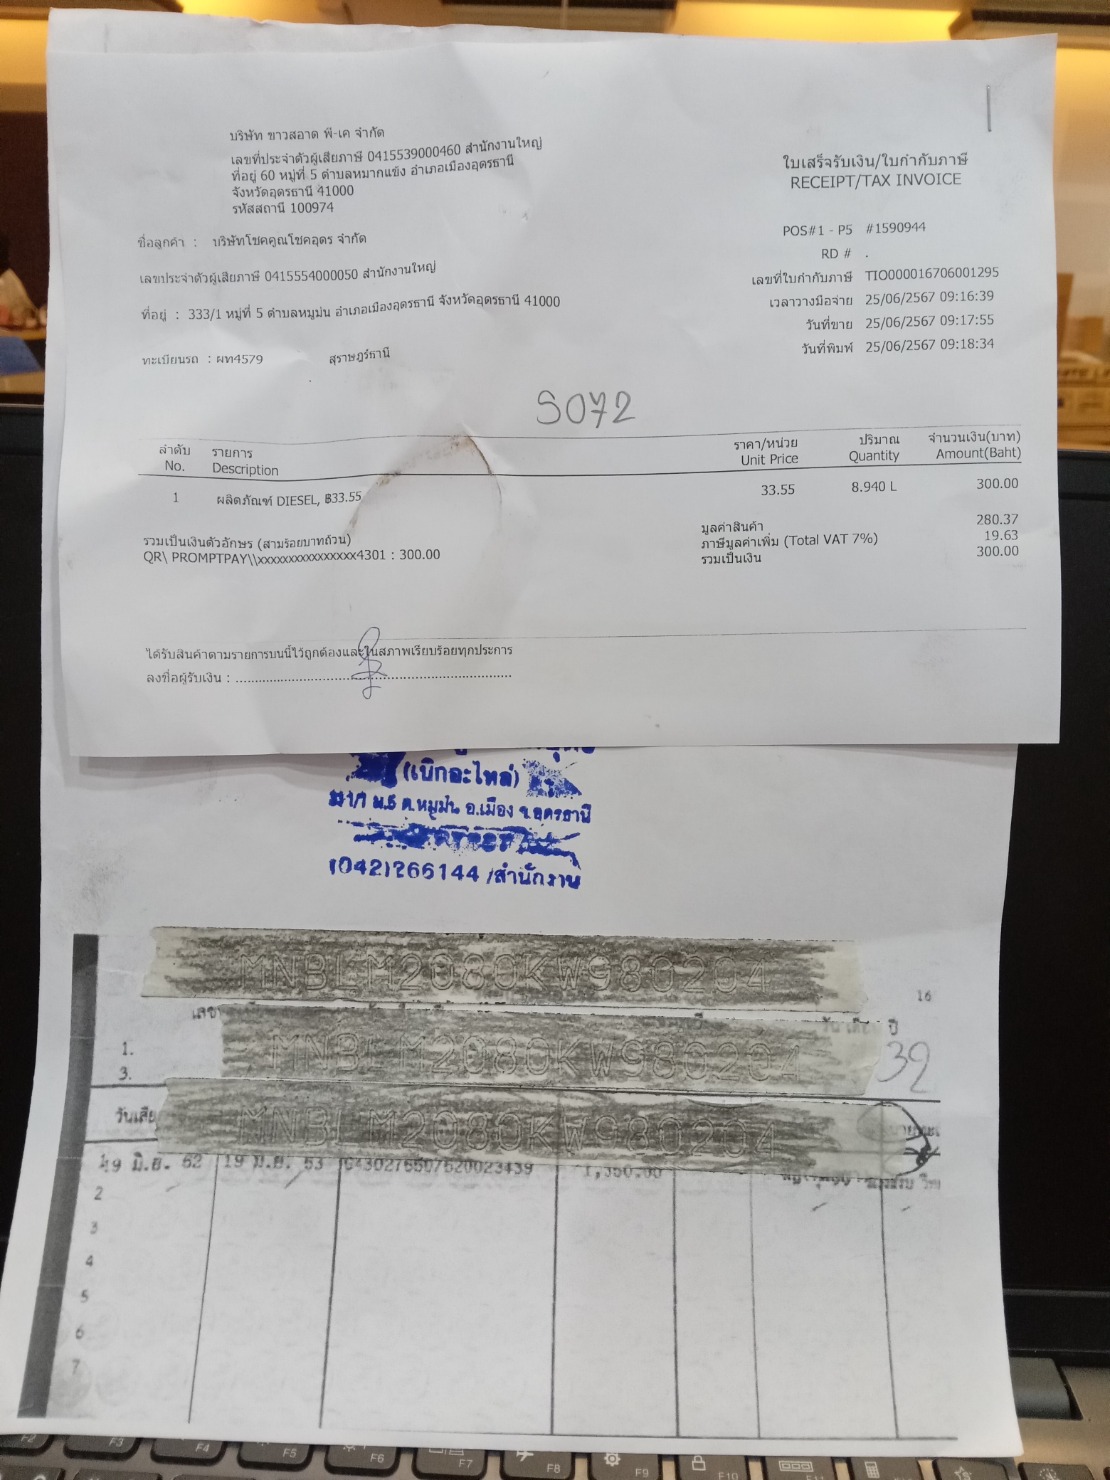 บริษัท ขาวสอาด พี-เค จำกัด
เลขที่ประจำตัวผู้เสียภาษี 0415539000460 สำนักงานใหญ่
ที่อยู่ 60 หมู่ที่ 5 ตำบลหมากแข้ง อำเภอเมืองอุดรธานี
จังหวัดอุดรธานี 41000
รหัสสถานี 100974
ใบเสร็จรับเงิน/ใบกำกับภาษี
RECEIPT/TAX INVOICE
ชื่อลูกค้า : บริษัทโชคคูณโชคอุดร จำกัด
เลขประจำตัวผู้เสียภาษี 0415554000050 สำนักงานใหญ่
ที่อยู่ : 333/1 หมู่ที่ 5 ตำบลหมูม่น อำเภอเมืองอุดรธานี จังหวัดอุดรธานี 41000
ทะเบียนรถ : ผท4579 สุราษฎร์ธานี
POS#1 - P5 #1590944
RD # .
เลขที่ใบกำกับภาษี TIO000016706001295
เวลาวางมือจ่าย 25/06/2567 09:16:39
วันที่ขาย 25/06/2567 09:17:55
วันที่พิมพ์ 25/06/2567 09:18:34
S072
ลำดับ รายการ ราคา/หน่วย ปริมาณ จำนวนเงิน(บาท)
No. Description Unit Price Quantity Amount(Baht)
1 ผลิตภัณฑ์ DIESEL, ฿33.55 33.55 8.940 L 300.00
มูลค่าสินค้า 280.37
รวมเป็นเงินตัวอักษร (สามร้อยบาทถ้วน) ภาษีมูลค่าเพิ่ม (Total VAT 7%) 19.63
QR\ PROMPTPAY\\xxxxxxxxxxxxxxxx4301 : 300.00 รวมเป็นเงิน 300.00
ได้รับสินค้าตามรายการบนนี้ไว้ถูกต้องและในสภาพเรียบร้อยทุกประการ
ลงชื่อผู้รับเงิน :
(เบิกอะไหล่)
ม.5 ต.หมูม่น อ.เมือง จ.อุดรธานี
(042)266144 /สำนักงาน
MNBLM2080KW980204
16
MNBLM2080KW980204
1.
32
3.
MNBLM2080KW980204
วันเสีย
19 มิ.ย. 62 19 มิ.ย. 63 1,350.00
2
3
4
5
6
7